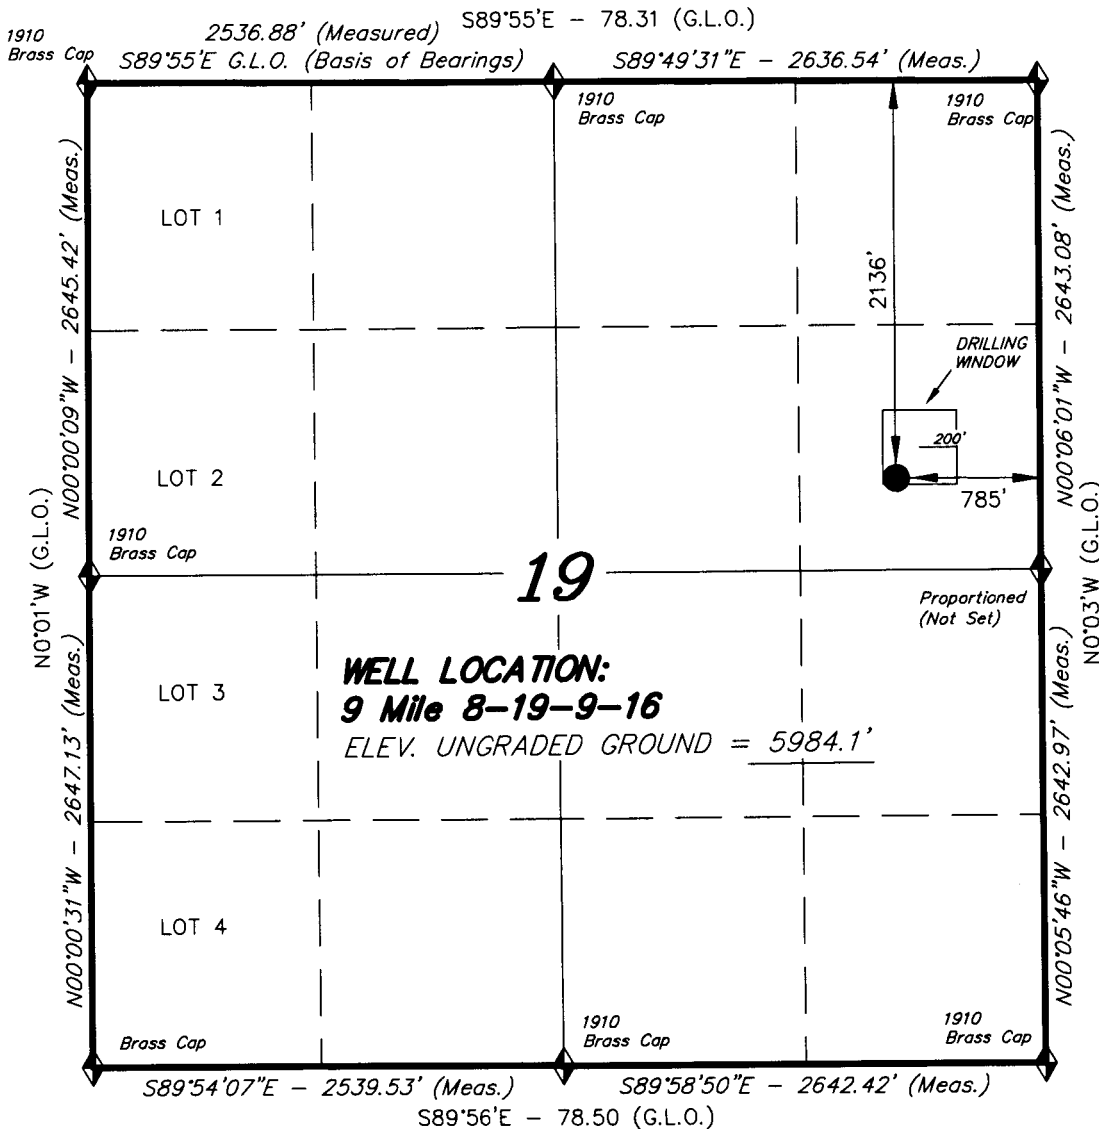 S89°55'E – 78.31 (G.L.O.)
1910
Brass Cap
2536.88' (Measured)
S89°55'E G.L.O. (Basis of Bearings)
S89°49'31"E – 2636.54' (Meas.)
1910
Brass Cap
1910
Brass Cap
N00°00'09"W – 2645.42' (Meas.)
LOT 1
2136'
N00°06'01"W – 2643.08' (Meas.)
DRILLING
WINDOW
200'
LOT 2
785'
N0°01'W (G.L.O.)
1910
Brass Cap
19
Proportioned
(Not Set)
N0°03'W (G.L.O.)
WELL LOCATION:
9 Mile 8–19–9–16
ELEV. UNGRADED GROUND = 5984.1'
LOT 3
N00°00'31"W – 2647.13' (Meas.)
N00°05'46"W – 2642.97' (Meas.)
LOT 4
Brass Cap
1910
Brass Cap
1910
Brass Cap
S89°54'07"E – 2539.53' (Meas.)
S89°58'50"E – 2642.42' (Meas.)
S89°56'E – 78.50 (G.L.O.)